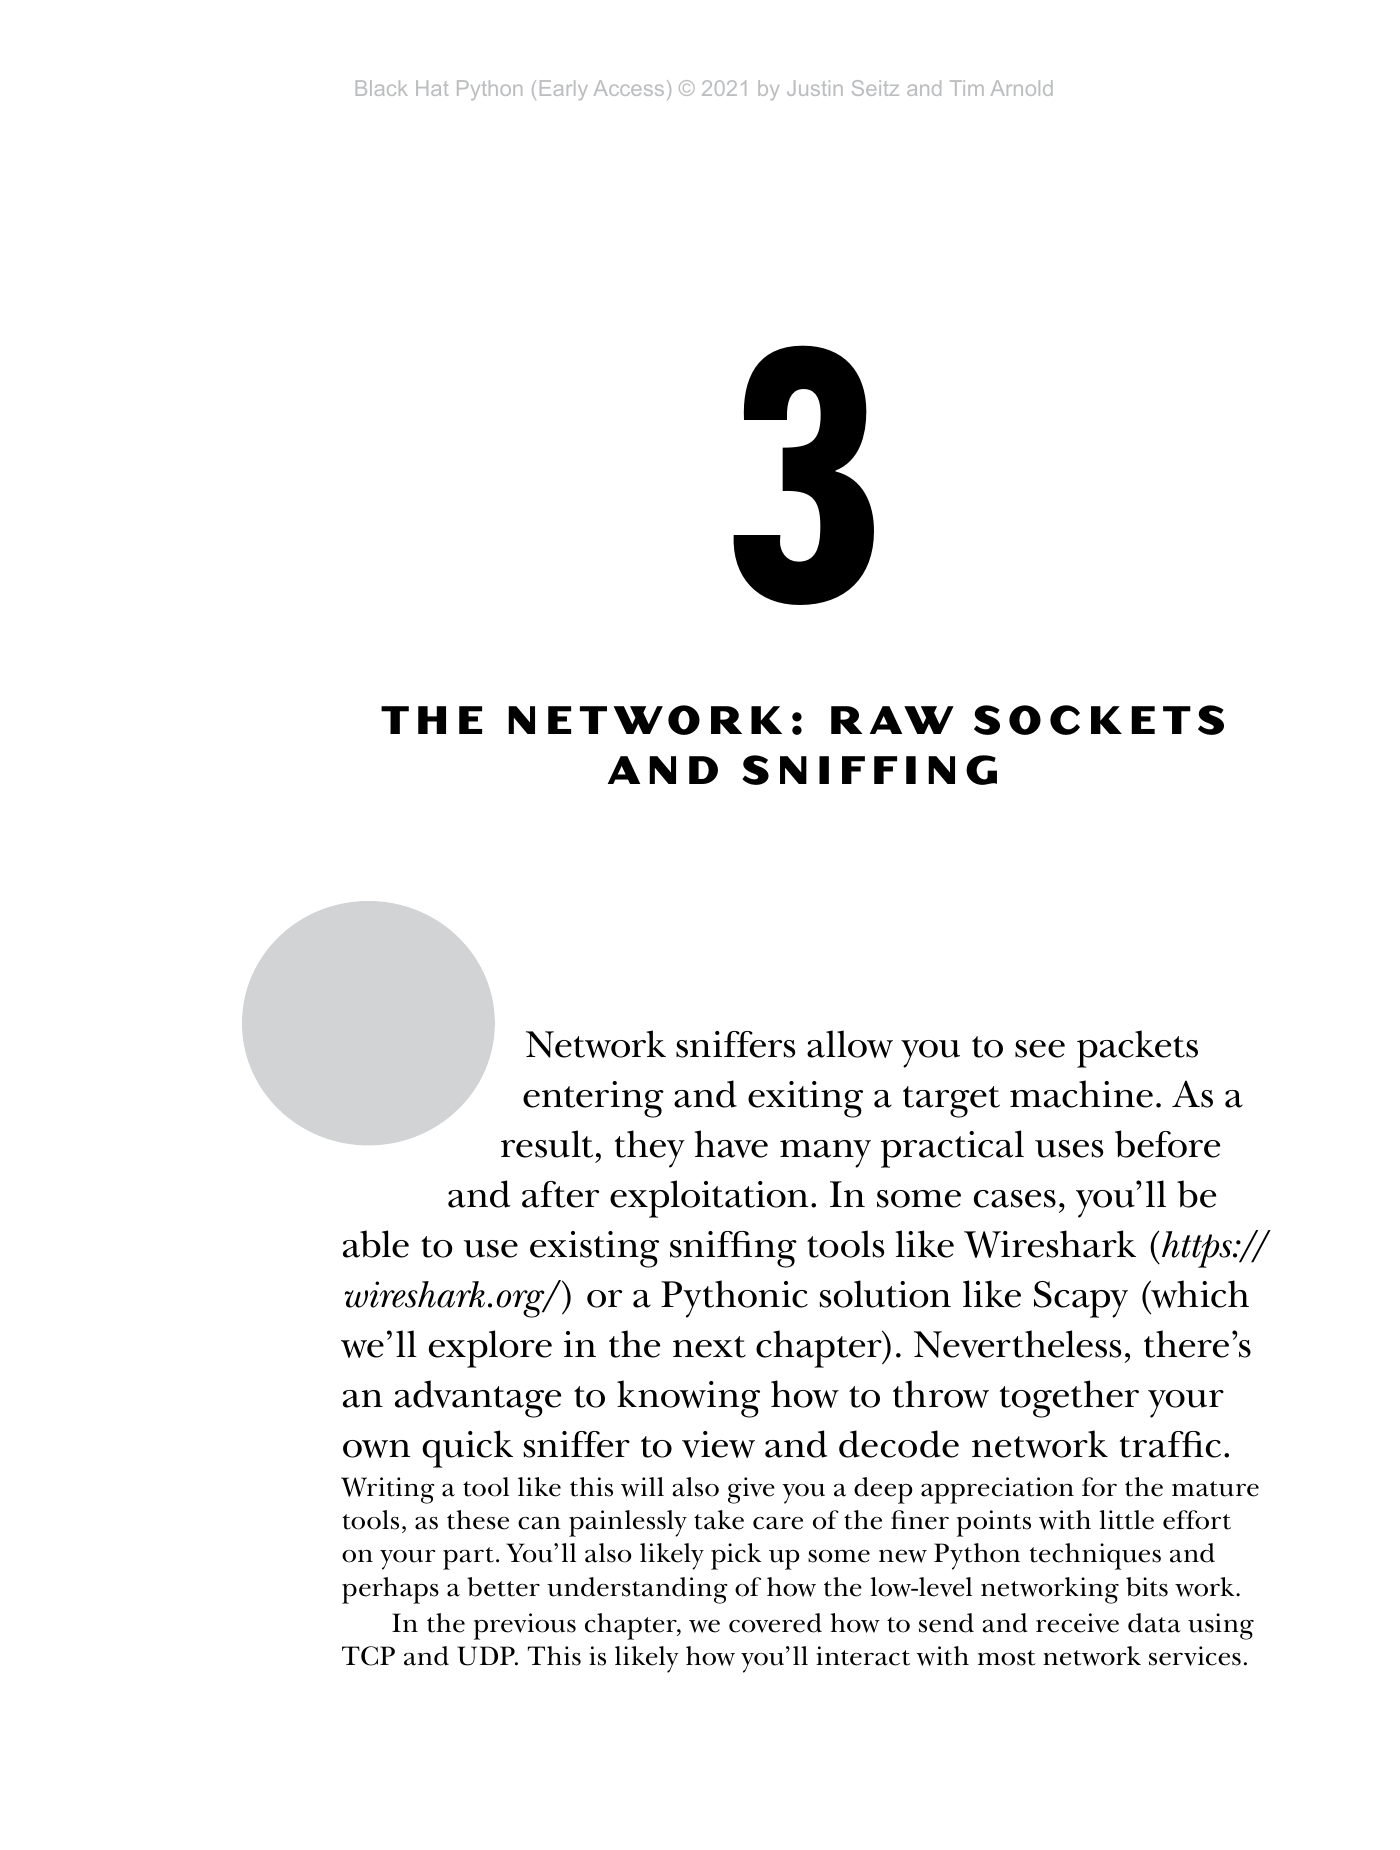 Black Hat Python (Early Access) © 2021 by Justin Seitz and Tim Arnold
3
THE NETWORK: RAW SOCKETS
AND SNIFFING
Network sniffers allow you to see packets
entering and exiting a target machine. As a
result, they have many practical uses before
and after exploitation. In some cases, you’ll be
able to use existing sniffing tools like Wireshark (https://
wireshark.org/) or a Pythonic solution like Scapy (which
we’ll explore in the next chapter). Nevertheless, there’s
an advantage to knowing how to throw together your
own quick sniffer to view and decode network traffic.
Writing a tool like this will also give you a deep appreciation for the mature
tools, as these can painlessly take care of the finer points with little effort
on your part. You’ll also likely pick up some new Python techniques and
perhaps a better understanding of how the low-level networking bits work.
In the previous chapter, we covered how to send and receive data using
TCP and UDP. This is likely how you’ll interact with most network services.